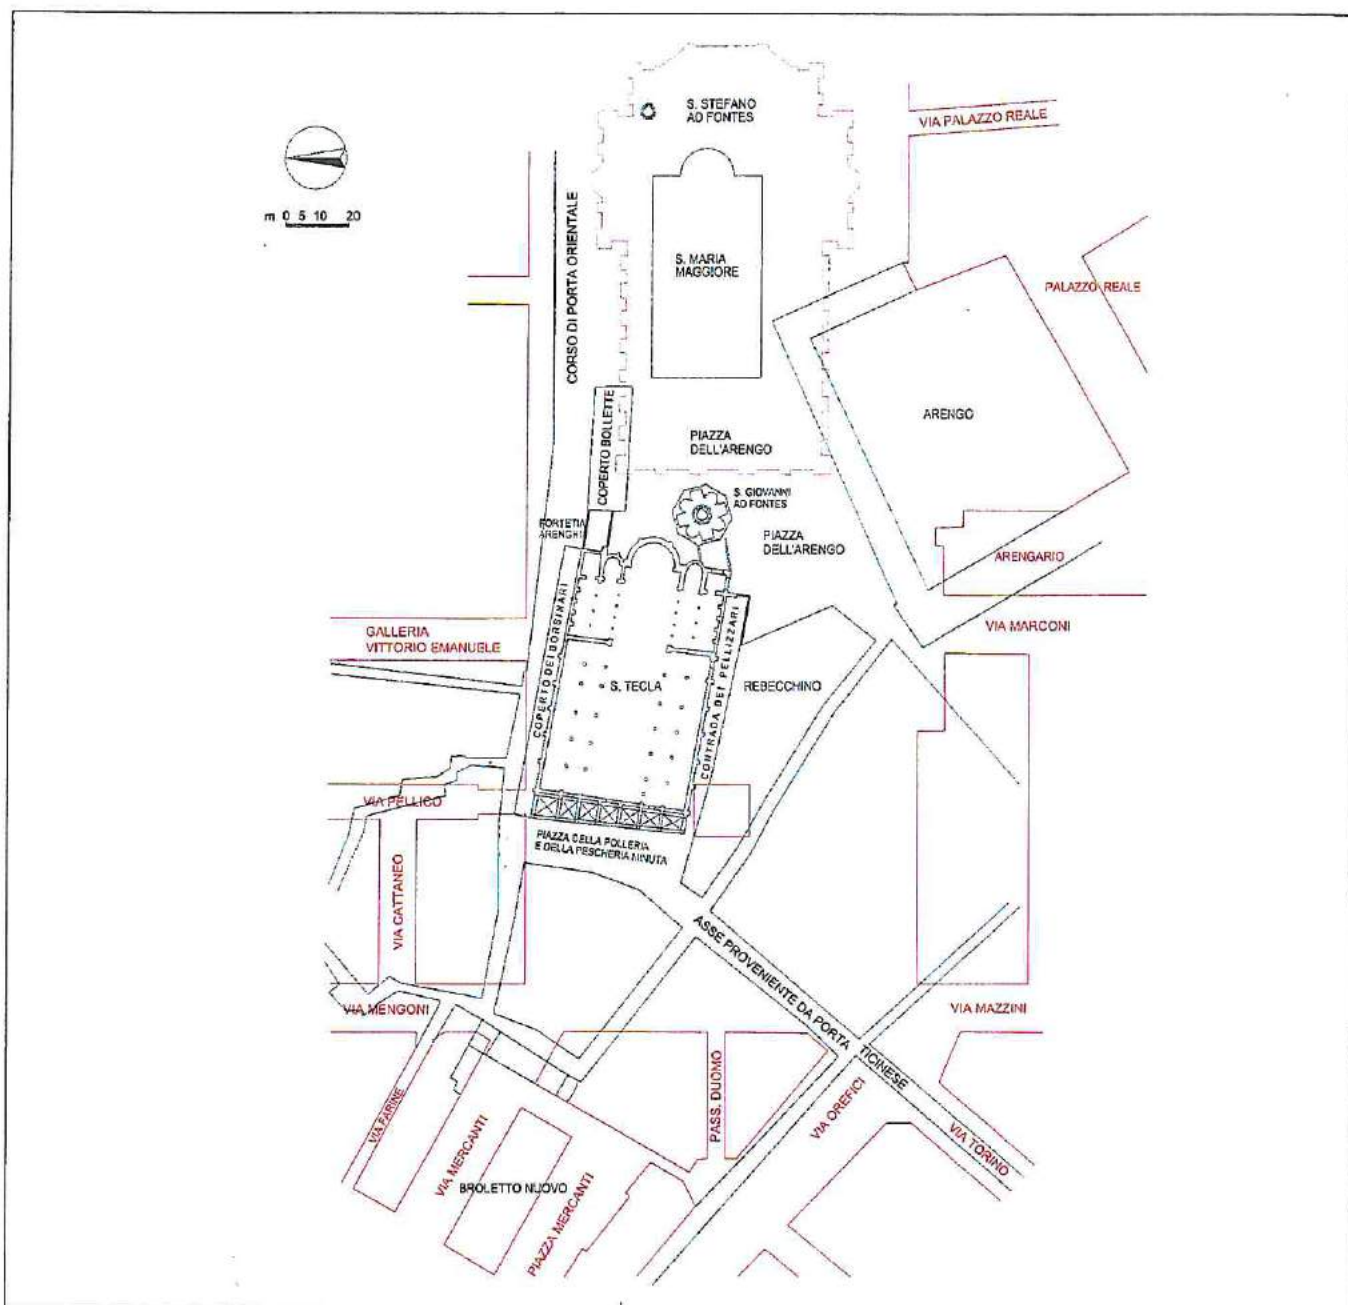 S. STEFANO
AD FONTES
VIA PALAZZO REALE
m 0 5 10 20
CORSO DI PORTA ORIENTALE
S. MARIA
MAGGIORE
PALAZZO REALE
COPERTO BOLLETTE
ARENGO
PIAZZA
DELL'ARENGO
S. GIOVANNI
AD FONTES
FORTETIA
ARENGHI
PIAZZA
DELL'ARENGO
ARENGARIO
GALLERIA
VITTORIO EMANUELE
VIA MARCONI
COPERTO DEI BORSINARI
S. TECLA
CONTRADA DEI PELLIZZARI
REBECCHINO
VIA PELLICO
PIAZZA DELLA POLLERIA
E DELLA PESCHERIA MINUTA
VIA CATTANEO
ASSE PROVENIENTE DA PORTA TICINESE
VIA MENGONI
VIA MAZZINI
VIA FARINE
VIA MERCANTI
PASS. DUOMO
VIA OREFICI
VIA TORINO
BROLETTO NUOVO
PIAZZA MERCANTI